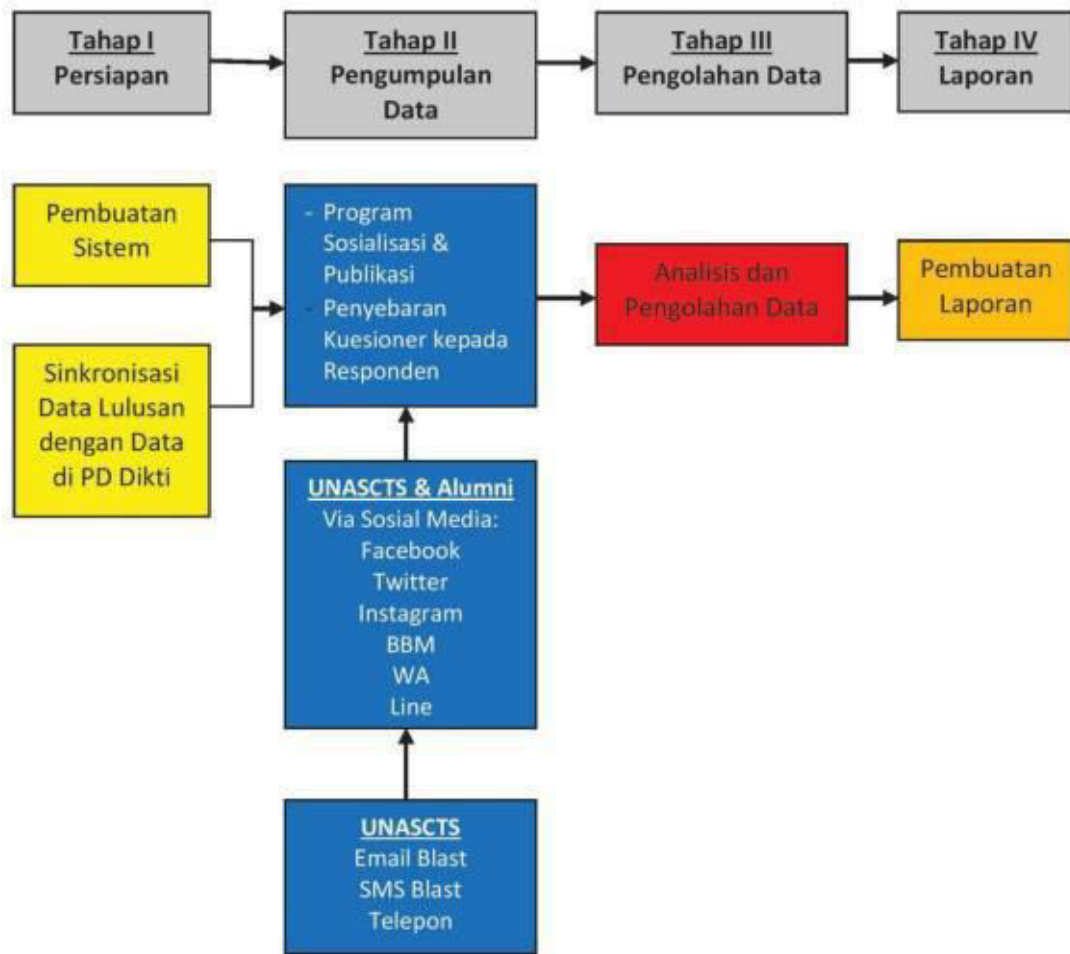 Tahap I
Persiapan
Tahap II
Pengumpulan
Data
Tahap III
Pengolahan Data
Tahap IV
Laporan
Pembuatan
Sistem
Sinkronisasi
Data Lulusan
dengan Data
di PD Dikti
- Program
Sosialisasi &
Publikasi
- Penyebaran
Kuesioner kepada
Responden
Analisis dan
Pengolahan Data
Pembuatan
Laporan
UNASCTS & Alumni
Via Sosial Media:
Facebook
Twitter
Instagram
BBM
WA
Line
UNASCTS
Email Blast
SMS Blast
Telepon